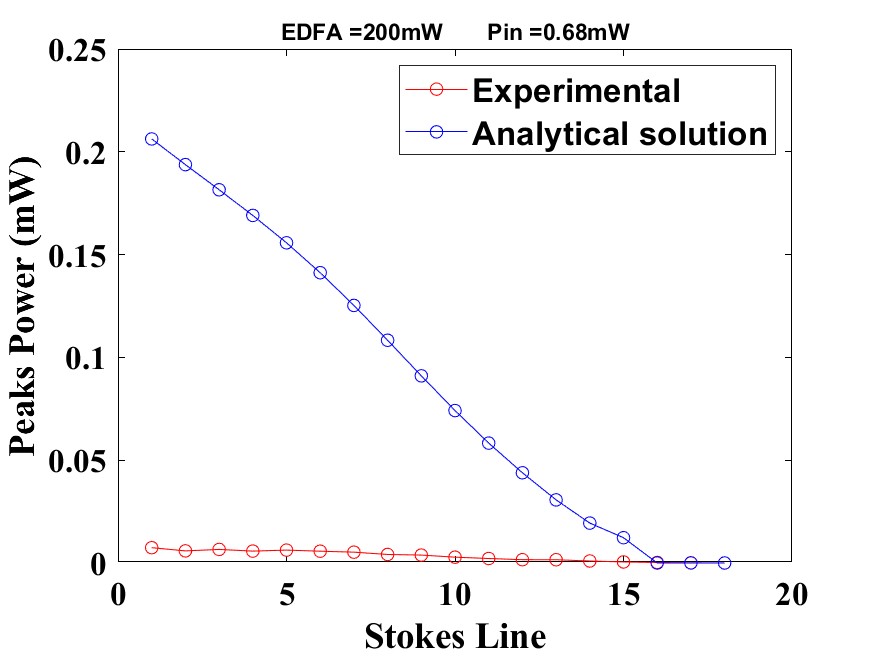 EDFA =200mW Pin =0.68mW
Experimental
Analytical solution
Peaks Power (mW)
0.25
0.2
0.15
0.1
0.05
0
0 5 10 15 20
Stokes Line